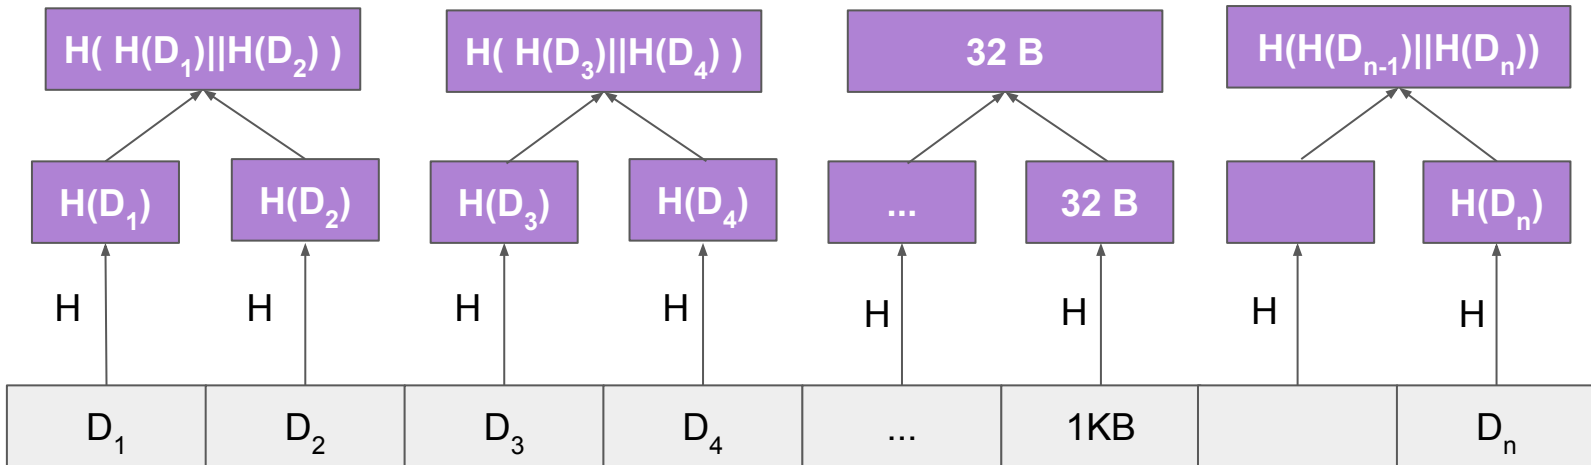 H( H(D₁)||H(D₂) )
H( H(D₃)||H(D₄) )
32 B
H(H(Dₙ₋₁)||H(Dₙ))
H(D₁)
H(D₂)
H(D₃)
H(D₄)
...
32 B
H(Dₙ)
H
H
H
H
H
H
H
H
D₁
D₂
D₃
D₄
...
1KB
Dₙ